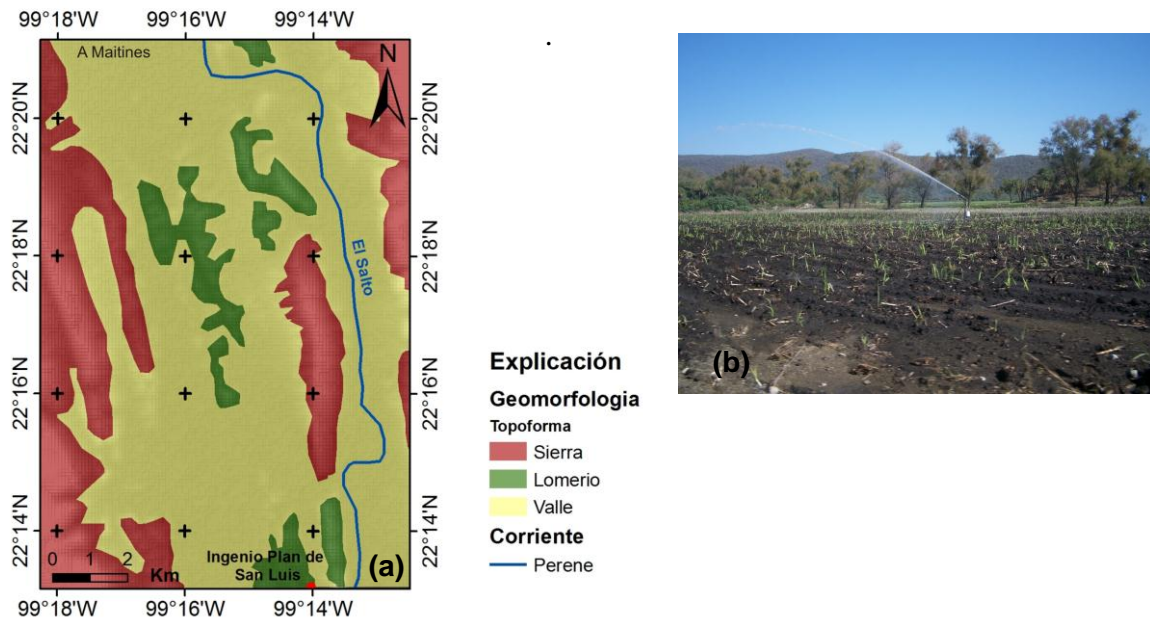 99°18'W 99°16'W 99°14'W
A Maitines
N
22°20'N 22°20'N
22°18'N 22°18'N
El Salto
22°16'N 22°16'N
22°14'N 22°14'N
0 1 2
Km
Ingenio Plan de
San Luis
(a)
99°18'W 99°16'W 99°14'W
Explicación
Geomorfologia
Topoforma
Sierra
Lomerio
Valle
Corriente
Perene
(b)